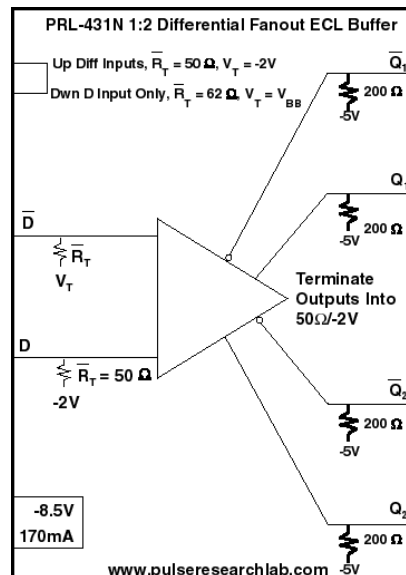 PRL-431N 1:2 Differential Fanout ECL Buffer
Up Diff Inputs, R̅T = 50 Ω, VT = -2V
Dwn D Input Only, R̅T = 62 Ω, VT = VBB
Q̅1
200 Ω
-5V
Q1
200 Ω
-5V
D̅
R̅T
VT
Terminate
Outputs Into
50Ω/-2V
D
R̅T = 50 Ω
-2V
Q̅2
200 Ω
-5V
-8.5V
170mA
Q2
200 Ω
-5V
www.pulseresearchlab.com